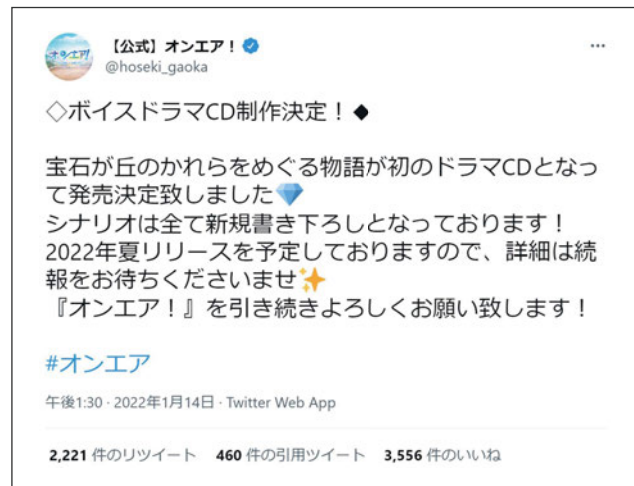 オンエア!
【公式】オンエア!
@hoseki_gaoka
◇ボイスドラマCD制作決定!◆
宝石が丘のかれらをめぐる物語が初のドラマCDとなっ
て発売決定致しました💎
シナリオは全て新規書き下ろしとなっております!
2022年夏リリースを予定しておりますので、詳細は続
報をお待ちくださいませ✨
『オンエア!』を引き続きよろしくお願い致します!
#オンエア
午後1:30 · 2022年1月14日 · Twitter Web App
2,221 件のリツイート 460 件の引用ツイート 3,556 件のいいね